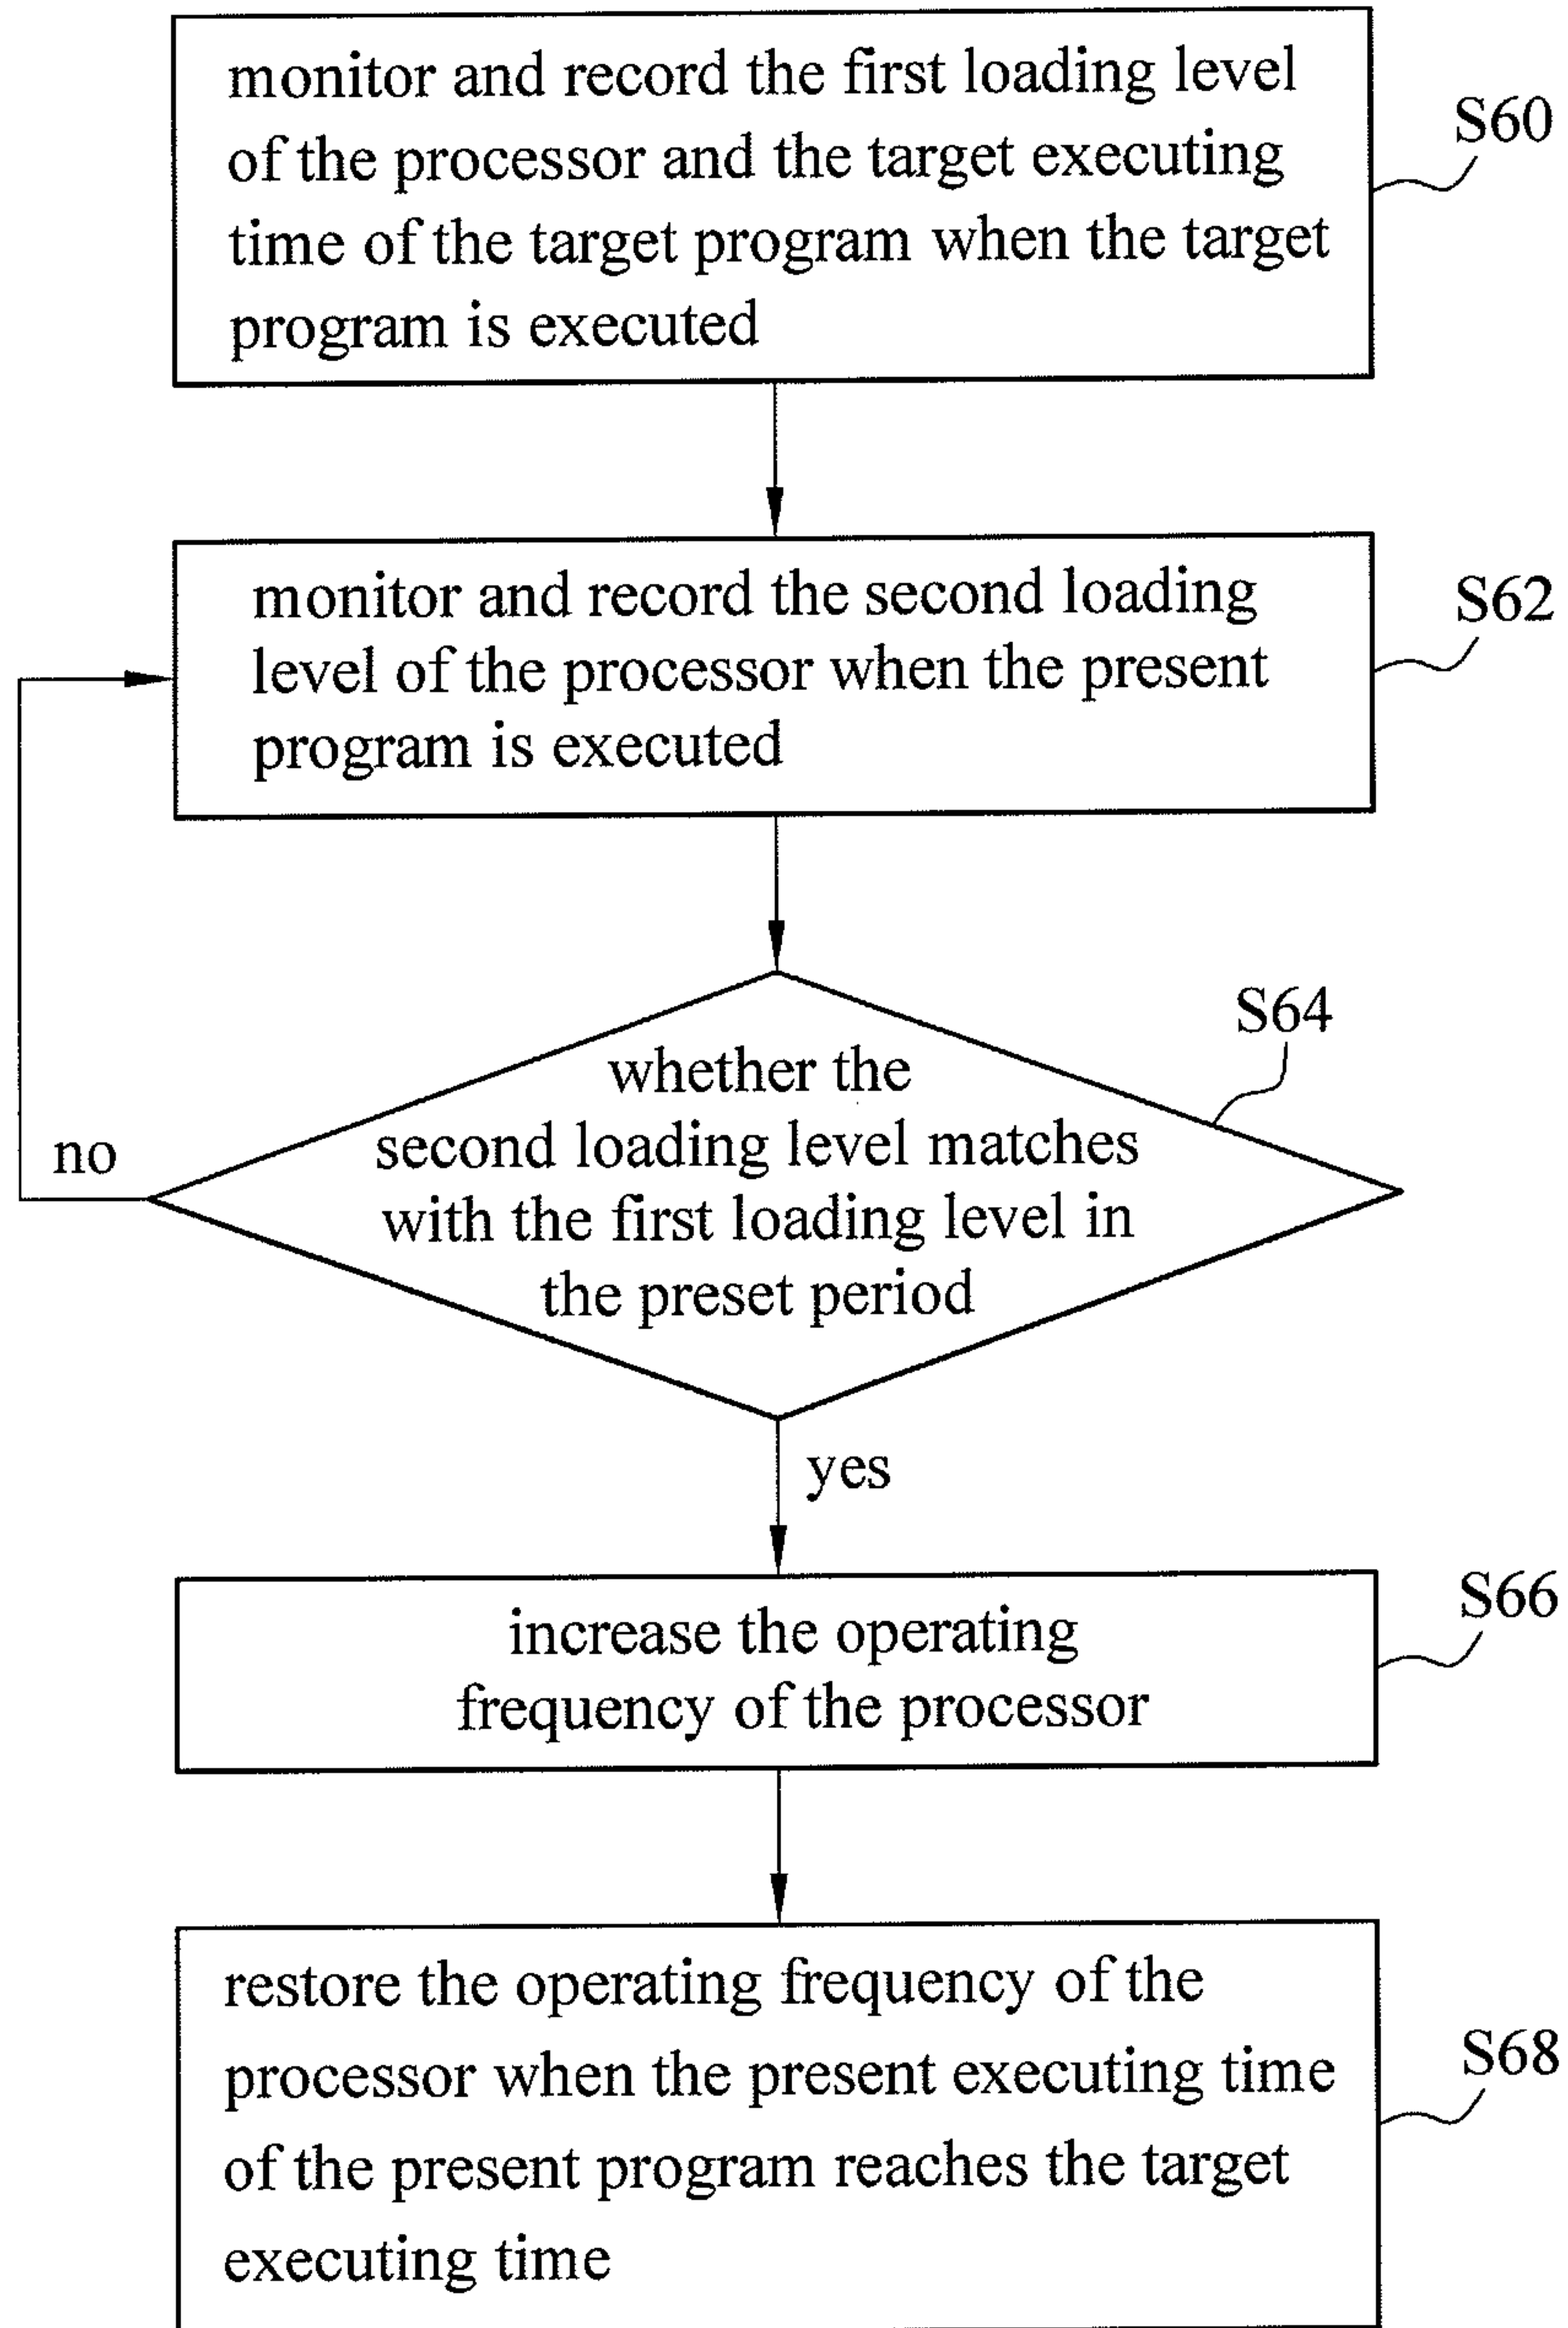 monitor and record the first loading level
of the processor and the target executing
time of the target program when the target
program is executed
S60
monitor and record the second loading
level of the processor when the present
program is executed
S62
whether the
second loading level matches
with the first loading level in
the preset period
S64
no
yes
increase the operating
frequency of the processor
S66
restore the operating frequency of the
processor when the present executing time
of the present program reaches the target
executing time
S68